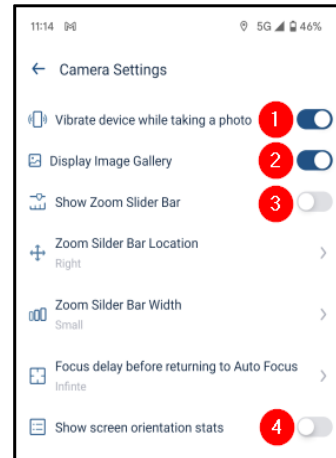 11:14 5G 46%
Camera Settings
Vibrate device while taking a photo 1
Display Image Gallery 2
Show Zoom Slider Bar 3
Zoom Silder Bar Location
Right
Zoom Silder Bar Width
Small
Focus delay before returning to Auto Focus
Infinte
Show screen orientation stats 4